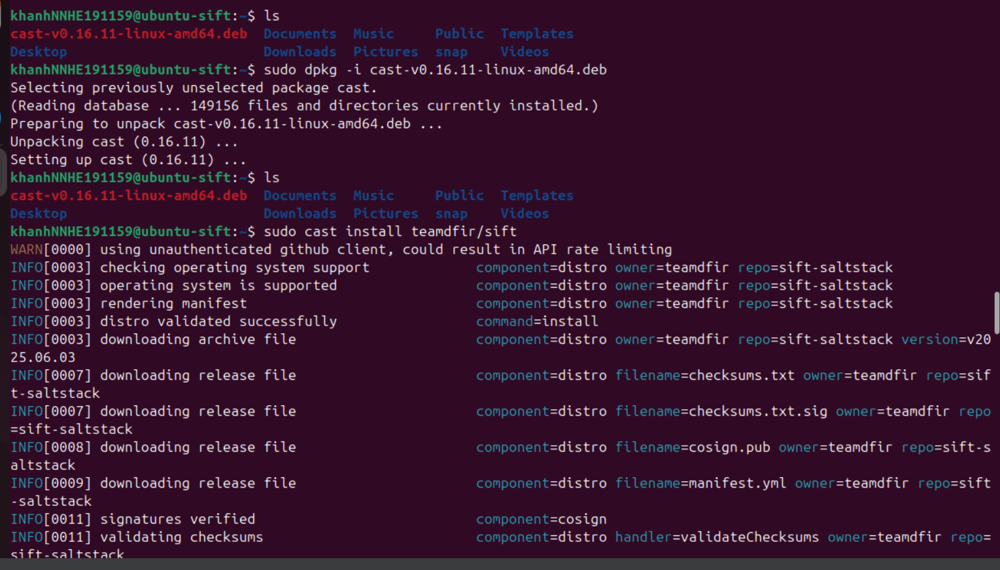 khanhNNHE191159@ubuntu-sift:~$ ls
cast-v0.16.11-linux-amd64.deb  Documents  Music     Public  Templates
Desktop                        Downloads  Pictures  snap    Videos
khanhNNHE191159@ubuntu-sift:~$ sudo dpkg -i cast-v0.16.11-linux-amd64.deb
Selecting previously unselected package cast.
(Reading database ... 149156 files and directories currently installed.)
Preparing to unpack cast-v0.16.11-linux-amd64.deb ...
Unpacking cast (0.16.11) ...
Setting up cast (0.16.11) ...
khanhNNHE191159@ubuntu-sift:~$ ls
cast-v0.16.11-linux-amd64.deb  Documents  Music     Public  Templates
Desktop                        Downloads  Pictures  snap    Videos
khanhNNHE191159@ubuntu-sift:~$ sudo cast install teamdfir/sift
WARN[0000] using unauthenticated github client, could result in API rate limiting
INFO[0003] checking operating system support             component=distro owner=teamdfir repo=sift-saltstack
INFO[0003] operating system is supported                 component=distro owner=teamdfir repo=sift-saltstack
INFO[0003] rendering manifest                            component=distro owner=teamdfir repo=sift-saltstack
INFO[0003] distro validated successfully                 command=install
INFO[0003] downloading archive file                      component=distro owner=teamdfir repo=sift-saltstack version=v20
25.06.03
INFO[0007] downloading release file                      component=distro filename=checksums.txt owner=teamdfir repo=sif
t-saltstack
INFO[0007] downloading release file                      component=distro filename=checksums.txt.sig owner=teamdfir repo
=sift-saltstack
INFO[0008] downloading release file                      component=distro filename=cosign.pub owner=teamdfir repo=sift-s
altstack
INFO[0009] downloading release file                      component=distro filename=manifest.yml owner=teamdfir repo=sift
-saltstack
INFO[0011] signatures verified                           component=cosign
INFO[0011] validating checksums                          component=distro handler=validateChecksums owner=teamdfir repo=
sift-saltstack